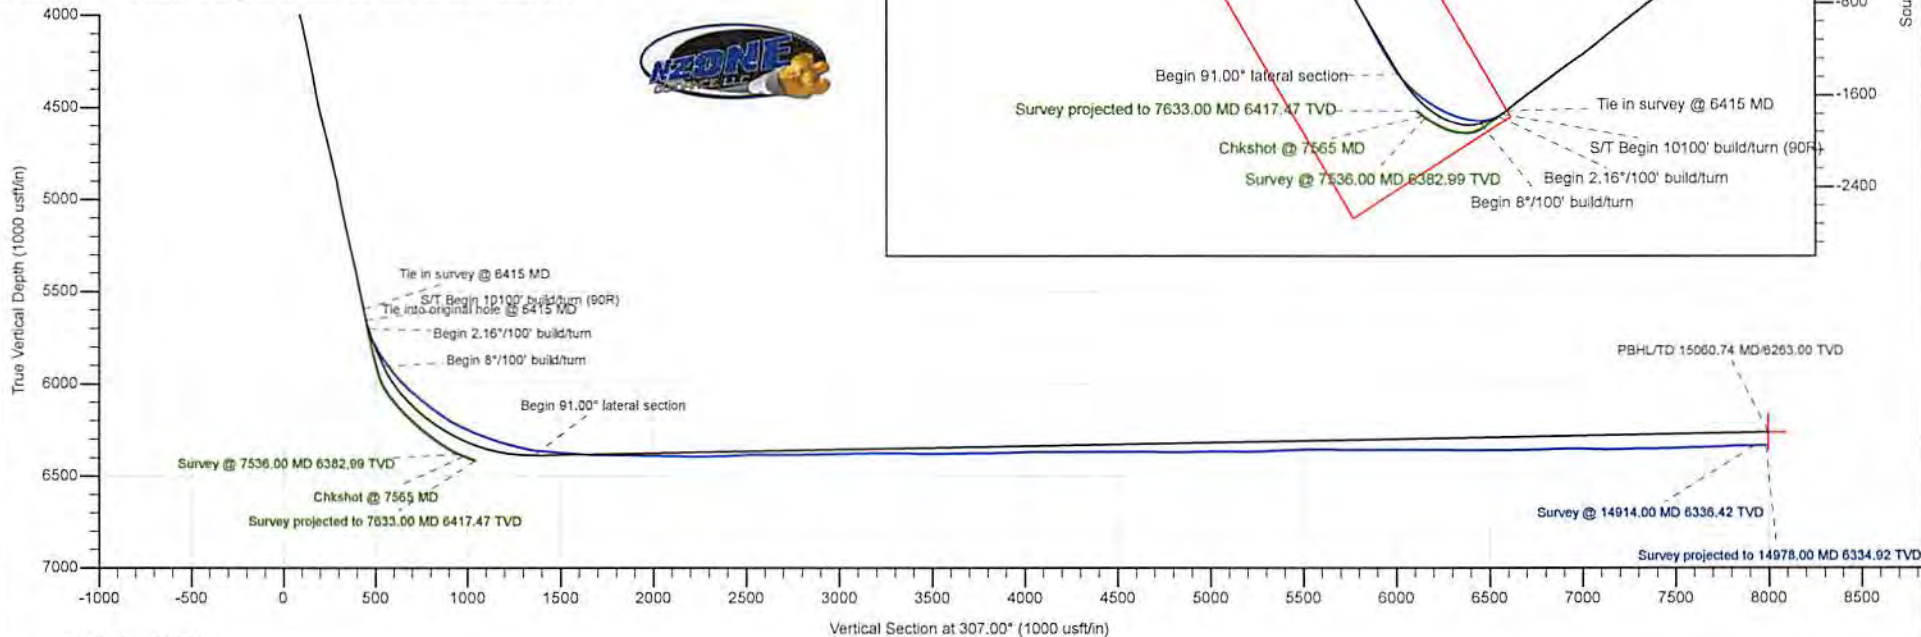 4000
4500
5000
5500
6000
6500
7000
True Vertical Depth (1000 usft/in)
NZONE
GUIDANCE LLC
Tie in survey @ 6415 MD
S/T Begin 10100' build/turn (90R)
Tie into original hole @ 6415 MD
Begin 2.16°/100' build/turn
Begin 8°/100' build/turn
Begin 91.00° lateral section
Survey @ 7536.00 MD 6382.99 TVD
Chkshot @ 7565 MD
Survey projected to 7633.00 MD 6417.47 TVD
Begin 91.00° lateral section
Survey projected to 7633.00 MD 6417.47 TVD
Chkshot @ 7565 MD
Survey @ 7536.00 MD 6382.99 TVD
Tie in survey @ 6415 MD
S/T Begin 10100' build/turn (90R)
Begin 2.16°/100' build/turn
Begin 8°/100' build/turn
-800
-1600
-2400
Sou
PBHL/TD 15060.74 MD/6263.00 TVD
Survey @ 14914.00 MD 6336.42 TVD
Survey projected to 14978.00 MD 6334.92 TVD
-1000 -500 0 500 1000 1500 2000 2500 3000 3500 4000 4500 5000 5500 6000 6500 7000 7500 8000 8500
Vertical Section at 307.00° (1000 usft/in)